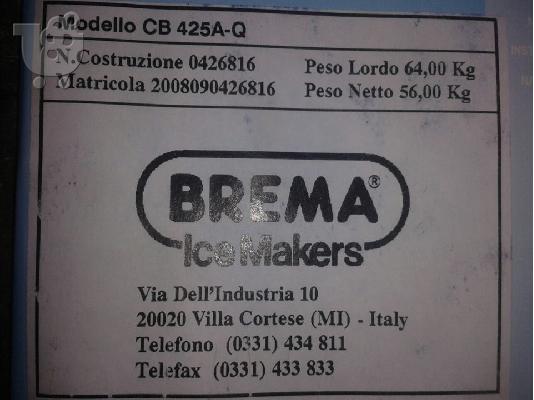 Modello CB 425A-Q
N.Costruzione 0426816 Peso Lordo 64,00 Kg
Matricola 2008090426816 Peso Netto 56,00 Kg
BREMA®
Ice Makers
Via Dell'Industria 10
20020 Villa Cortese (MI) - Italy
Telefono (0331) 434 811
Telefax (0331) 433 833